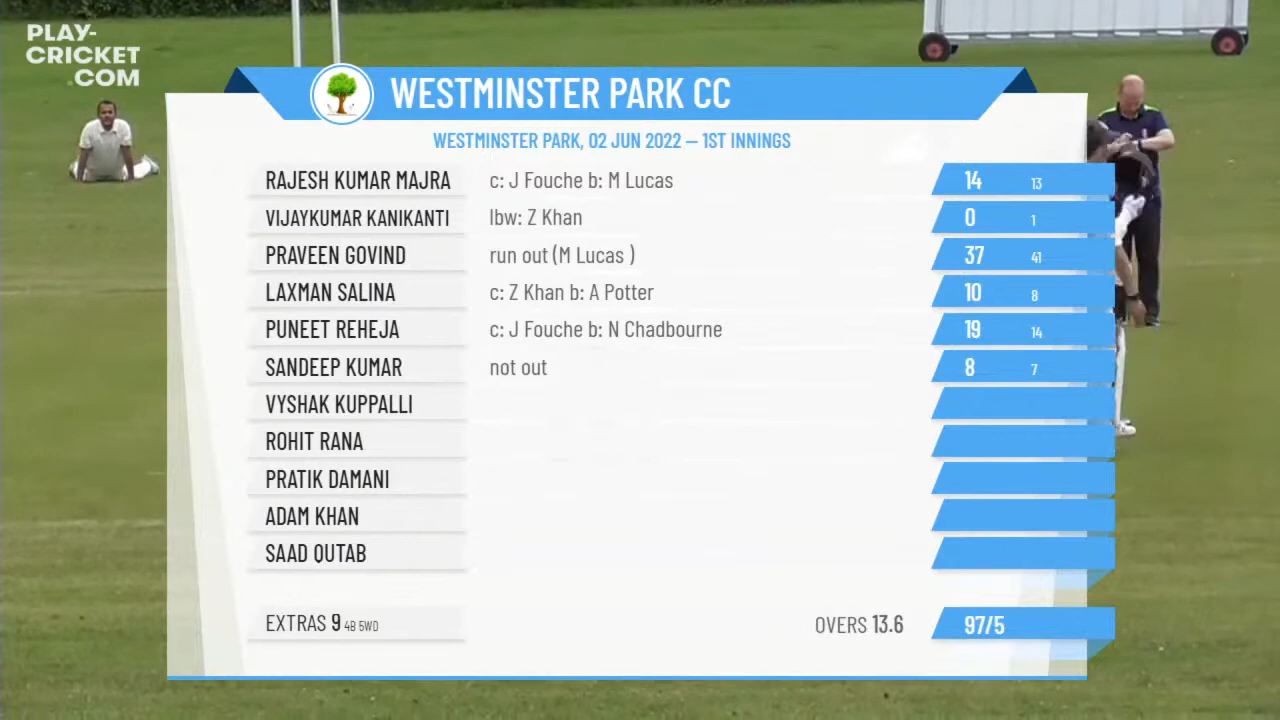 PLAY-
CRICKET
.COM
WESTMINSTER PARK CC
WESTMINSTER PARK, 02 JUN 2022 – 1ST INNINGS
RAJESH KUMAR MAJRA c: J Fouche b: M Lucas 14 13
VIJAYKUMAR KANIKANTI lbw: Z Khan 0 1
PRAVEEN GOVIND run out (M Lucas ) 37 41
LAXMAN SALINA c: Z Khan b: A Potter 10 8
PUNEET REHEJA c: J Fouche b: N Chadbourne 19 14
SANDEEP KUMAR not out 8 7
VYSHAK KUPPALLI
ROHIT RANA
PRATIK DAMANI
ADAM KHAN
SAAD QUTAB
EXTRAS 9 4B 5WD OVERS 13.6 97/5